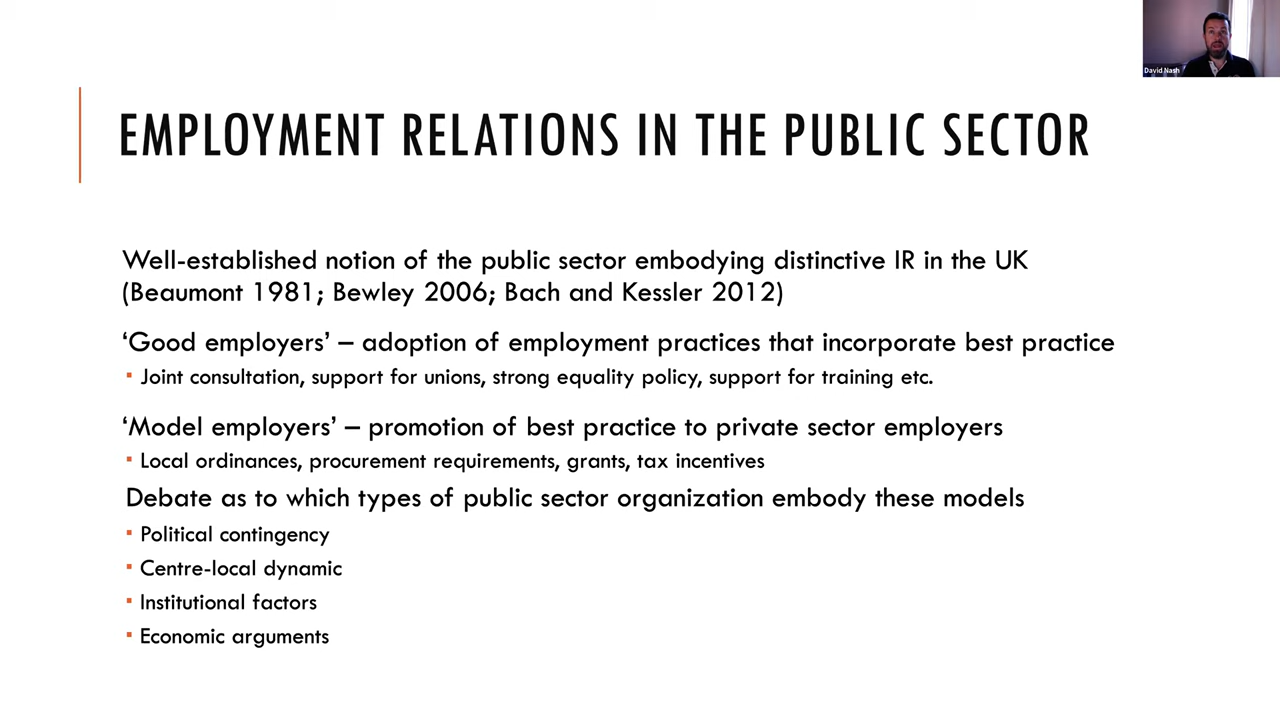 David Nash
EMPLOYMENT RELATIONS IN THE PUBLIC SECTOR
Well-established notion of the public sector embodying distinctive IR in the UK
(Beaumont 1981; Bewley 2006; Bach and Kessler 2012)
‘Good employers’ – adoption of employment practices that incorporate best practice
▪ Joint consultation, support for unions, strong equality policy, support for training etc.
‘Model employers’ – promotion of best practice to private sector employers
▪ Local ordinances, procurement requirements, grants, tax incentives
Debate as to which types of public sector organization embody these models
▪ Political contingency
▪ Centre-local dynamic
▪ Institutional factors
▪ Economic arguments